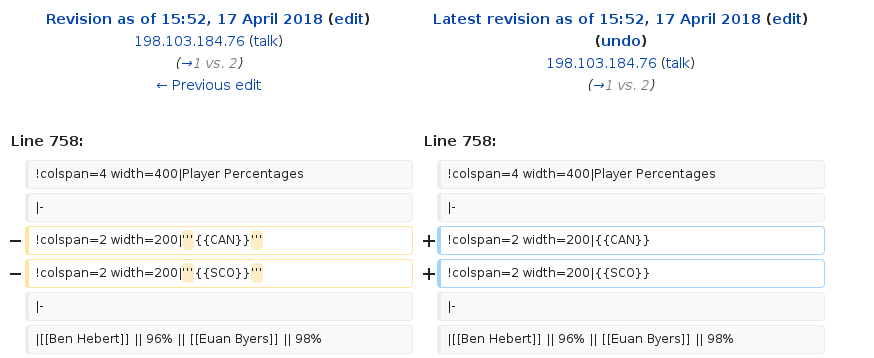 Revision as of 15:52, 17 April 2018 (edit)
198.103.184.76 (talk)
(→1 vs. 2)
← Previous edit
Latest revision as of 15:52, 17 April 2018 (edit)
(undo)
198.103.184.76 (talk)
(→1 vs. 2)
Line 758:
Line 758:
!colspan=4 width=400|Player Percentages
!colspan=4 width=400|Player Percentages
|-
|-
− !colspan=2 width=200|'''{{CAN}}'''
+ !colspan=2 width=200|{{CAN}}
− !colspan=2 width=200|'''{{SCO}}'''
+ !colspan=2 width=200|{{SCO}}
|-
|-
|[[Ben Hebert]] || 96% || [[Euan Byers]] || 98%
|[[Ben Hebert]] || 96% || [[Euan Byers]] || 98%